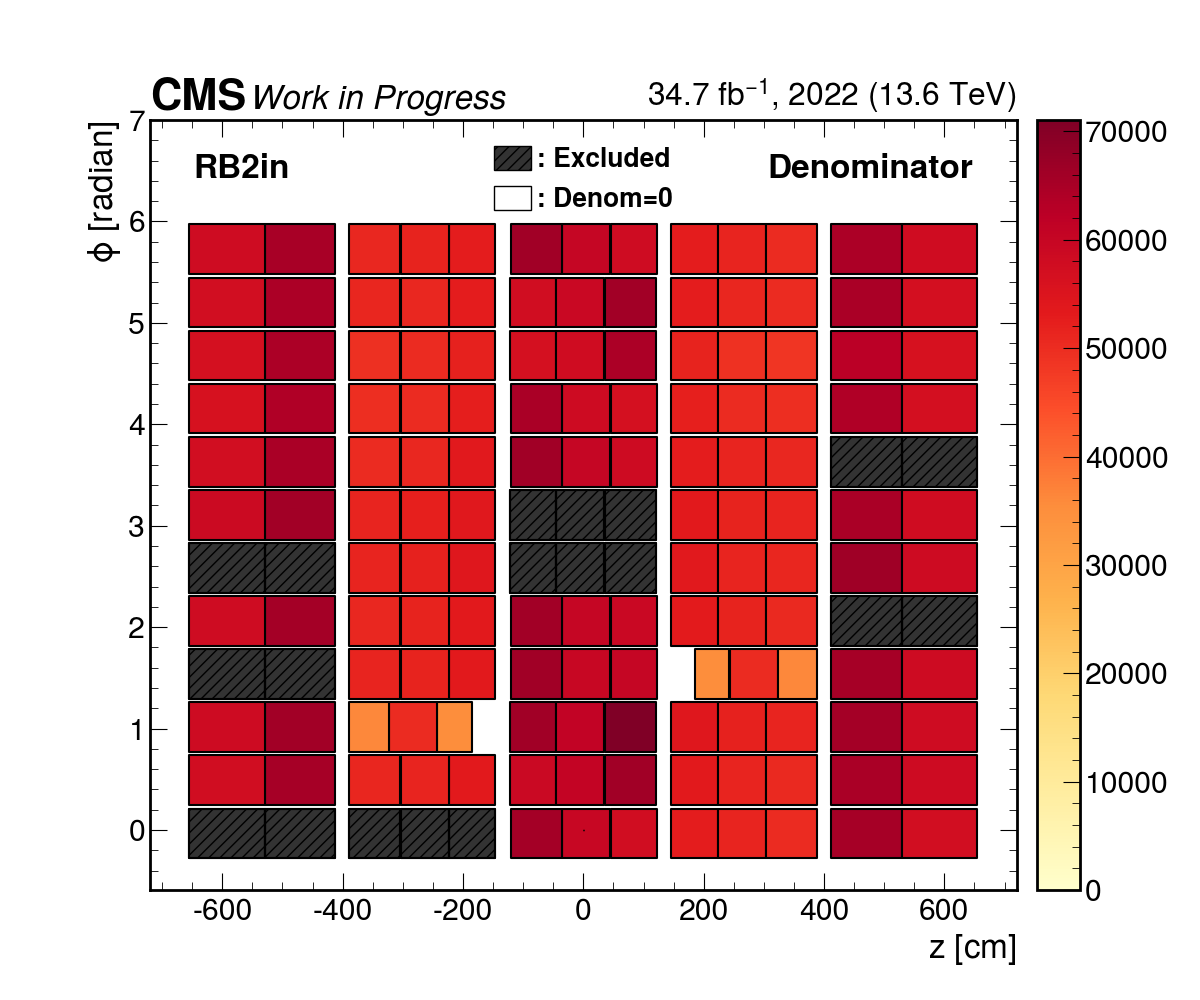 CMS Work in Progress
34.7 fb⁻¹, 2022 (13.6 TeV)
RB2in
: Excluded
: Denom=0
Denominator
ϕ [radian]
7
6
5
4
3
2
1
0
-600
-400
-200
0
200
400
600
z [cm]
70000
60000
50000
40000
30000
20000
10000
0